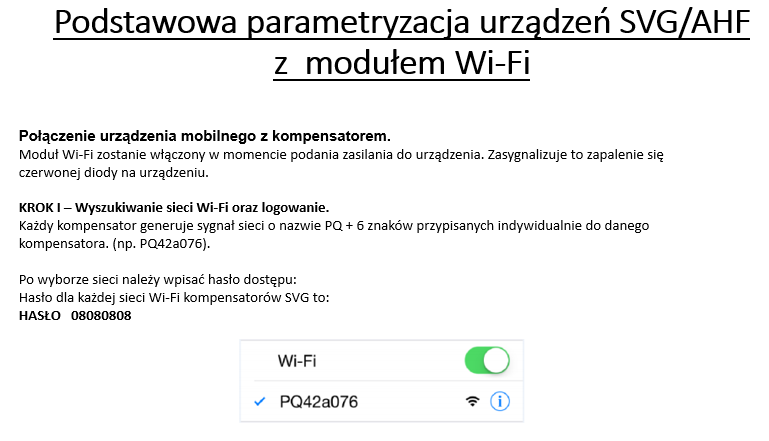 Podstawowa parametryzacja urządzeń SVG/AHF
z modułem Wi-Fi
Połączenie urządzenia mobilnego z kompensatorem.
Moduł Wi-Fi zostanie włączony w momencie podania zasilania do urządzenia. Zasygnalizuje to zapalenie się
czerwonej diody na urządzeniu.
KROK I – Wyszukiwanie sieci Wi-Fi oraz logowanie.
Każdy kompensator generuje sygnał sieci o nazwie PQ + 6 znaków przypisanych indywidualnie do danego
kompensatora. (np. PQ42a076).
Po wyborze sieci należy wpisać hasło dostępu:
Hasło dla każdej sieci Wi-Fi kompensatorów SVG to:
HASŁO 08080808
Wi-Fi
PQ42a076